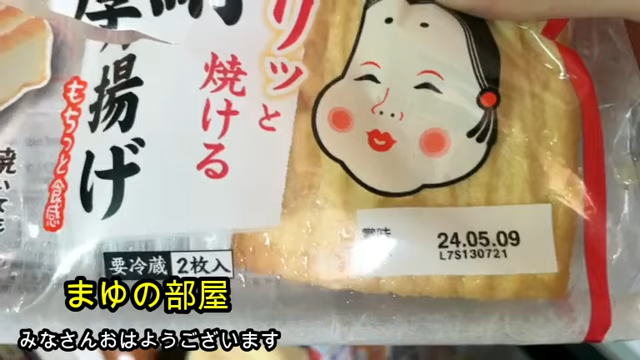 リッと
焼ける
厚揚げ
もちっと食感
賞味
24.05.09
L7S130721
要冷蔵 2枚入
まゆの部屋
みなさんおはようございます